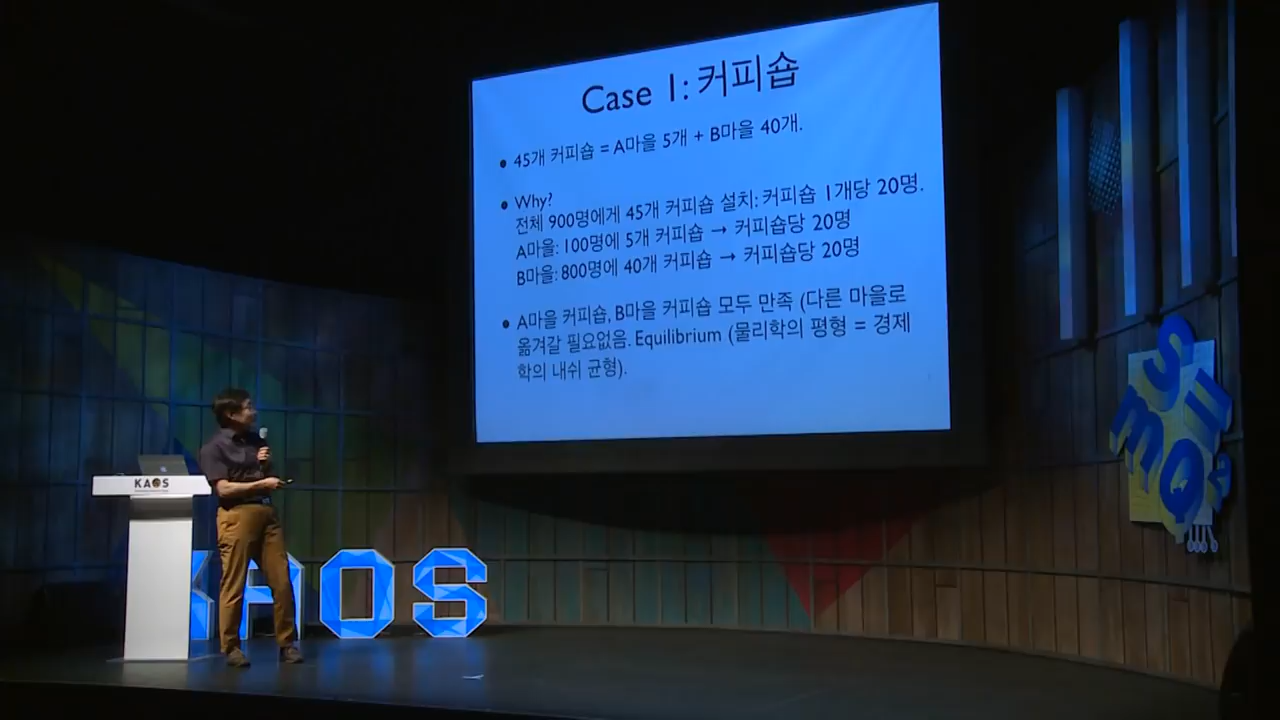 Case 1: 커피숍
• 45개 커피숍 = A마을 5개 + B마을 40개.
• Why?
전체 900명에게 45개 커피숍 설치: 커피숍 1개당 20명.
A마을: 100명에 5개 커피숍 → 커피숍당 20명
B마을: 800명에 40개 커피숍 → 커피숍당 20명
• A마을 커피숍, B마을 커피숍 모두 만족 (다른 마을로
옮겨갈 필요없음. Equilibrium (물리학의 평형 = 경제
학의 내쉬 균형).
KAOS
KAOS